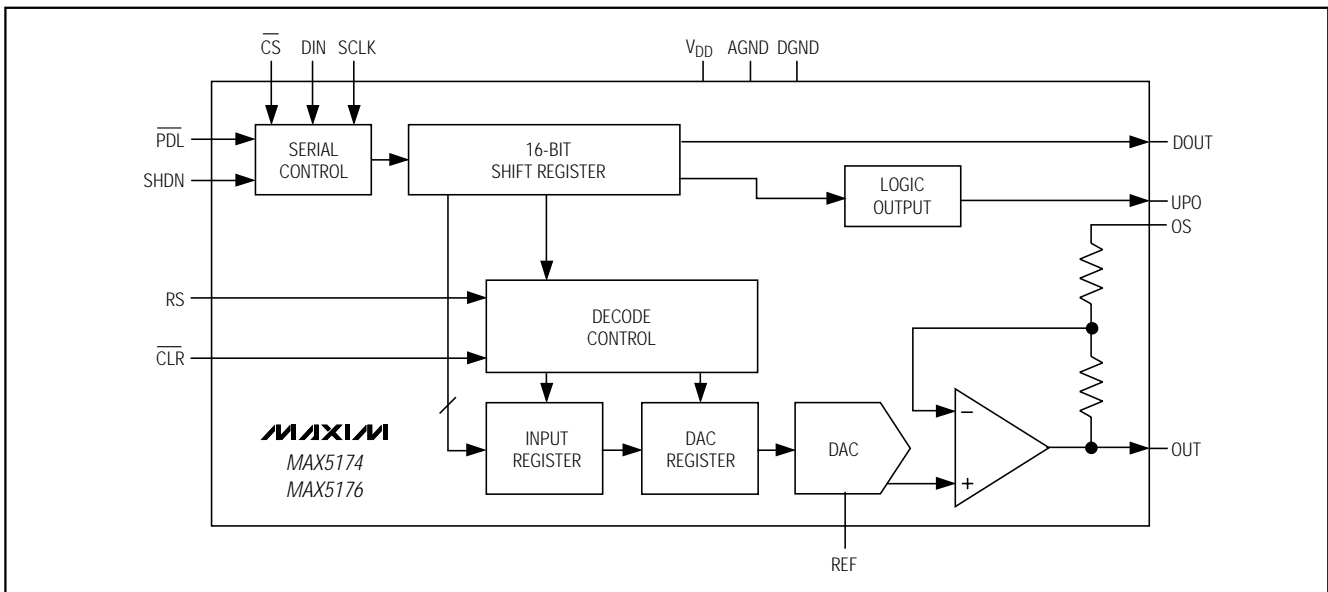 CS DIN SCLK
VDD AGND DGND
PDL
SHDN
SERIAL
CONTROL
16-BIT
SHIFT REGISTER
DOUT
LOGIC
OUTPUT
UPO
OS
RS
CLR
DECODE
CONTROL
MAXIM
MAX5174
MAX5176
INPUT
REGISTER
DAC
REGISTER
DAC
−
+
OUT
REF